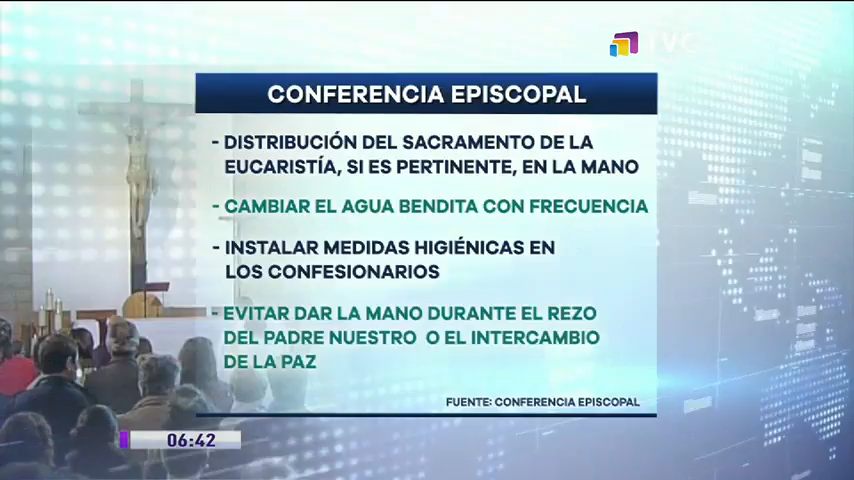 TVC
CONFERENCIA EPISCOPAL
- DISTRIBUCIÓN DEL SACRAMENTO DE LA
EUCARISTÍA, SI ES PERTINENTE, EN LA MANO
- CAMBIAR EL AGUA BENDITA CON FRECUENCIA
- INSTALAR MEDIDAS HIGIÉNICAS EN
LOS CONFESIONARIOS
- EVITAR DAR LA MANO DURANTE EL REZO
DEL PADRE NUESTRO O EL INTERCAMBIO
DE LA PAZ
FUENTE: CONFERENCIA EPISCOPAL
06:42